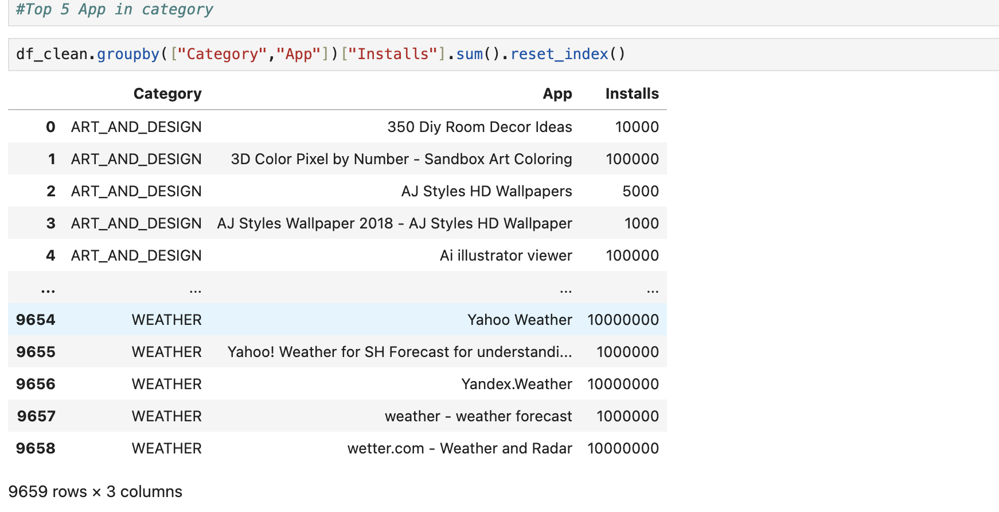 #Top 5 App in category
df_clean.groupby(["Category","App"])["Installs"].sum().reset_index()
Category App Installs
0 ART_AND_DESIGN 350 Diy Room Decor Ideas 10000
1 ART_AND_DESIGN 3D Color Pixel by Number - Sandbox Art Coloring 100000
2 ART_AND_DESIGN AJ Styles HD Wallpapers 5000
3 ART_AND_DESIGN AJ Styles Wallpaper 2018 - AJ Styles HD Wallpaper 1000
4 ART_AND_DESIGN Ai illustrator viewer 100000
... ... ... ...
9654 WEATHER Yahoo Weather 10000000
9655 WEATHER Yahoo! Weather for SH Forecast for understandi... 1000000
9656 WEATHER Yandex.Weather 10000000
9657 WEATHER weather - weather forecast 1000000
9658 WEATHER wetter.com - Weather and Radar 10000000
9659 rows × 3 columns